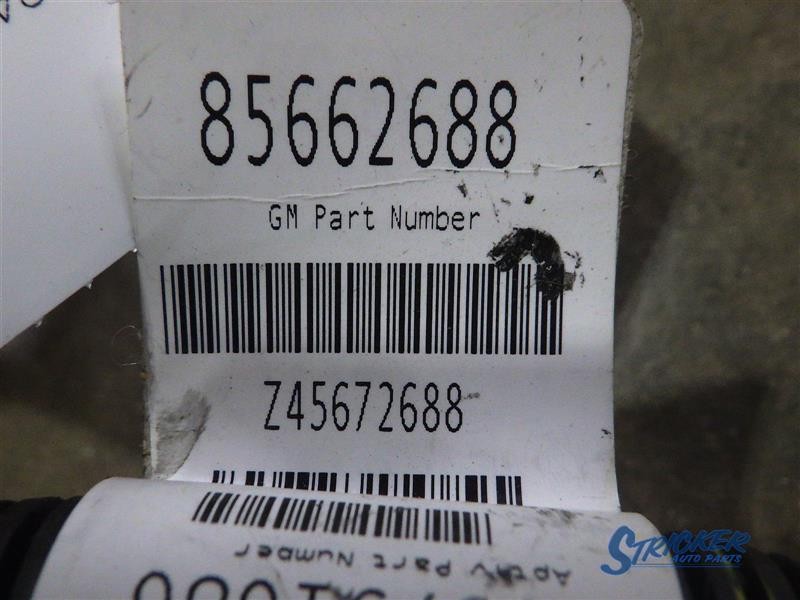 85662688
GM Part Number
Z45672688
Aptiv Part Number
STRICKER
AUTO PARTS